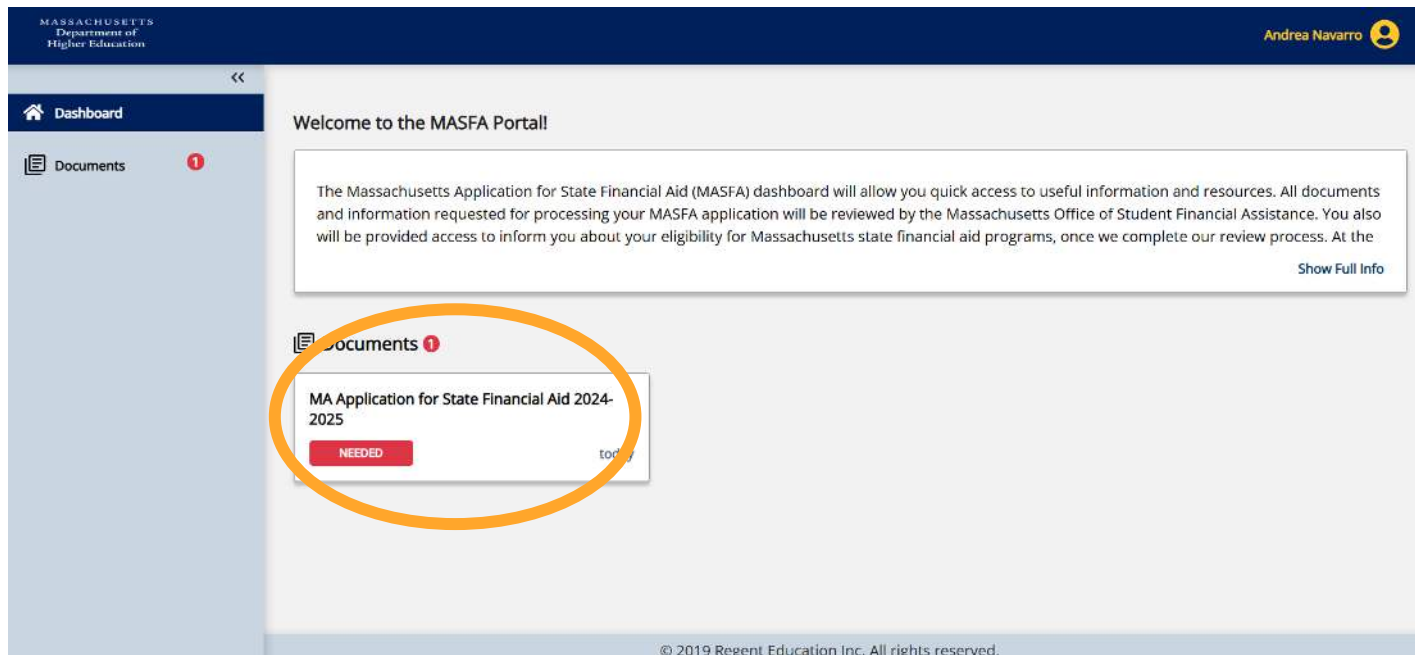 MASSACHUSETTS
Department of
Higher Education
Andrea Navarro
<<
Dashboard
Documents 1
Welcome to the MASFA Portal!
The Massachusetts Application for State Financial Aid (MASFA) dashboard will allow you quick access to useful information and resources. All documents
and information requested for processing your MASFA application will be reviewed by the Massachusetts Office of Student Financial Assistance. You also
will be provided access to inform you about your eligibility for Massachusetts state financial aid programs, once we complete our review process. At the
Show Full Info
Documents 1
MA Application for State Financial Aid 2024-
2025
NEEDED
today
© 2019 Regent Education Inc. All rights reserved.